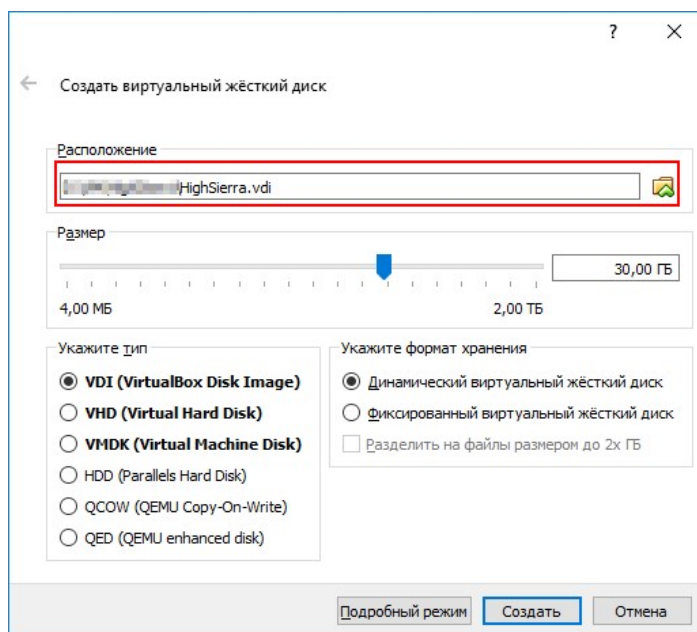 ?
Создать виртуальный жёсткий диск
Расположение
HighSierra.vdi
Размер
30,00 ГБ
4,00 МБ 2,00 ТБ
Укажите тип
VDI (VirtualBox Disk Image)
VHD (Virtual Hard Disk)
VMDK (Virtual Machine Disk)
HDD (Parallels Hard Disk)
QCOW (QEMU Copy-On-Write)
QED (QEMU enhanced disk)
Укажите формат хранения
Динамический виртуальный жёсткий диск
Фиксированный виртуальный жёсткий диск
Разделить на файлы размером до 2х ГБ
Подробный режим Создать Отмена